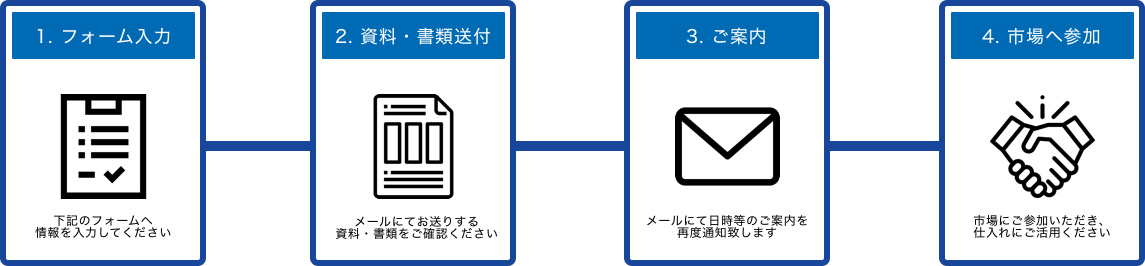 1. フォーム入力
下記のフォームへ
情報を入力してください
2. 資料・書類送付
メールにてお送りする
資料・書類をご確認ください
3. ご案内
メールにて日時等のご案内を
再度通知致します
4. 市場へ参加
市場にご参加いただき、
仕入れにご活用ください